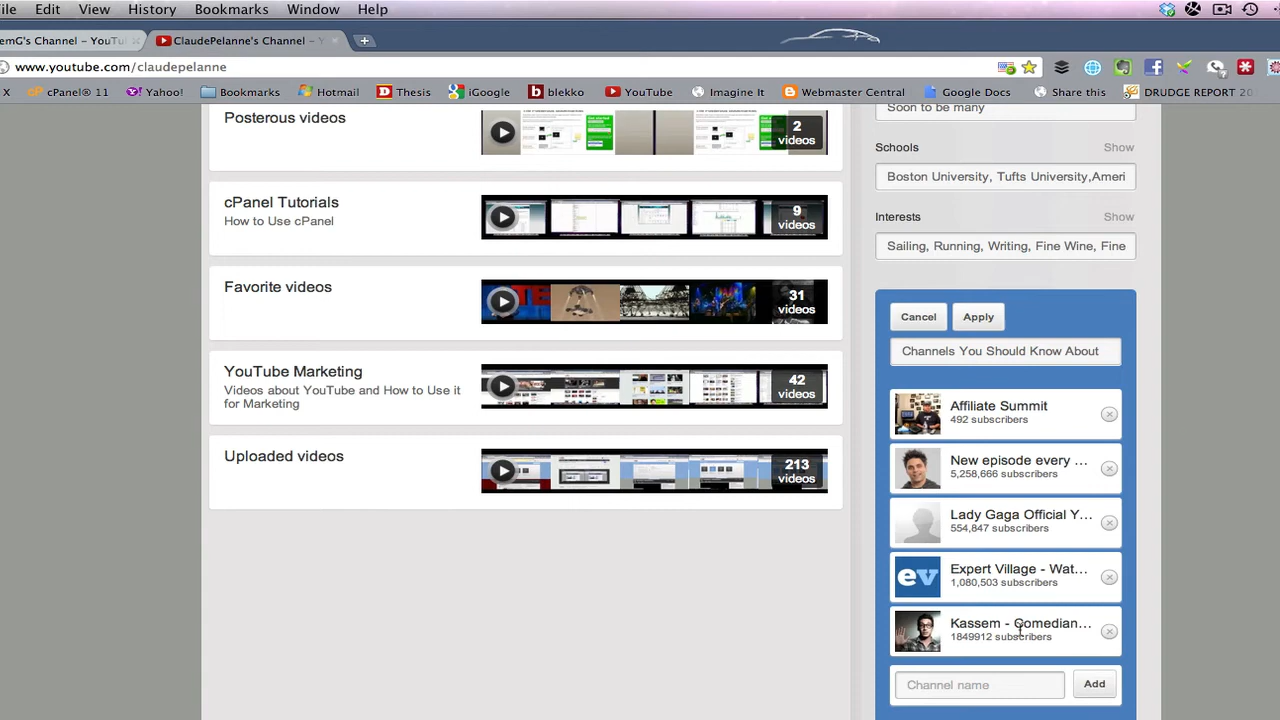 File Edit View History Bookmarks Window Help
emG's Channel – YouTu
ClaudePelanne's Channel –
www.youtube.com/claudepelanne
X cPanel® 11 Yahoo! Bookmarks Hotmail Thesis iGoogle blekko YouTube Imagine It Webmaster Central Google Docs Share this DRUDGE REPORT 20
Posterous videos
2
videos
cPanel Tutorials
How to Use cPanel
9
videos
Favorite videos
31
videos
YouTube Marketing
Videos about YouTube and How to Use it
for Marketing
42
videos
Uploaded videos
213
videos
Soon to be many
Schools Show
Boston University, Tufts University,Ameri
Interests Show
Sailing, Running, Writing, Fine Wine, Fine
Cancel Apply
Channels You Should Know About
Affiliate Summit
492 subscribers
New episode every ...
5,258,666 subscribers
Lady Gaga Official Y...
554,847 subscribers
ev
Expert Village - Wat...
1,080,503 subscribers
Kassem - Comedian...
1849912 subscribers
Channel name Add